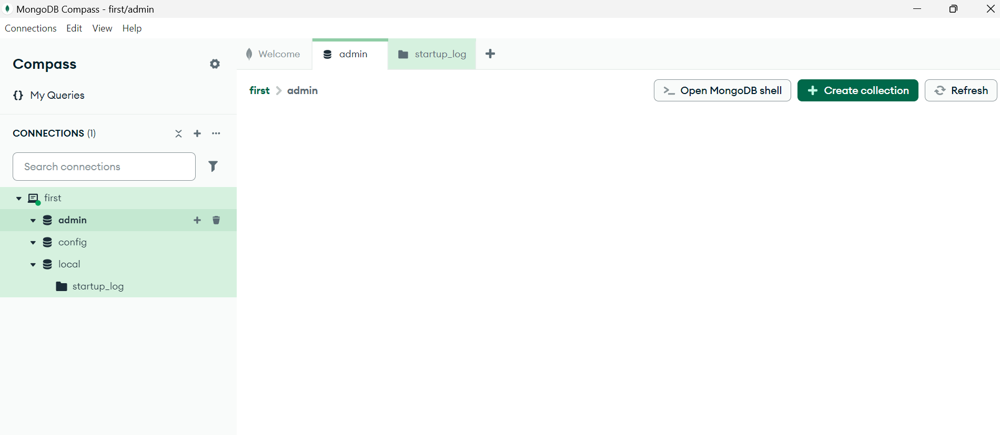 MongoDB Compass - first/admin
Connections Edit View Help
Compass
My Queries
CONNECTIONS (1)
Search connections
first
admin
config
local
startup_log
Welcome admin startup_log
first admin
Open MongoDB shell Create collection Refresh